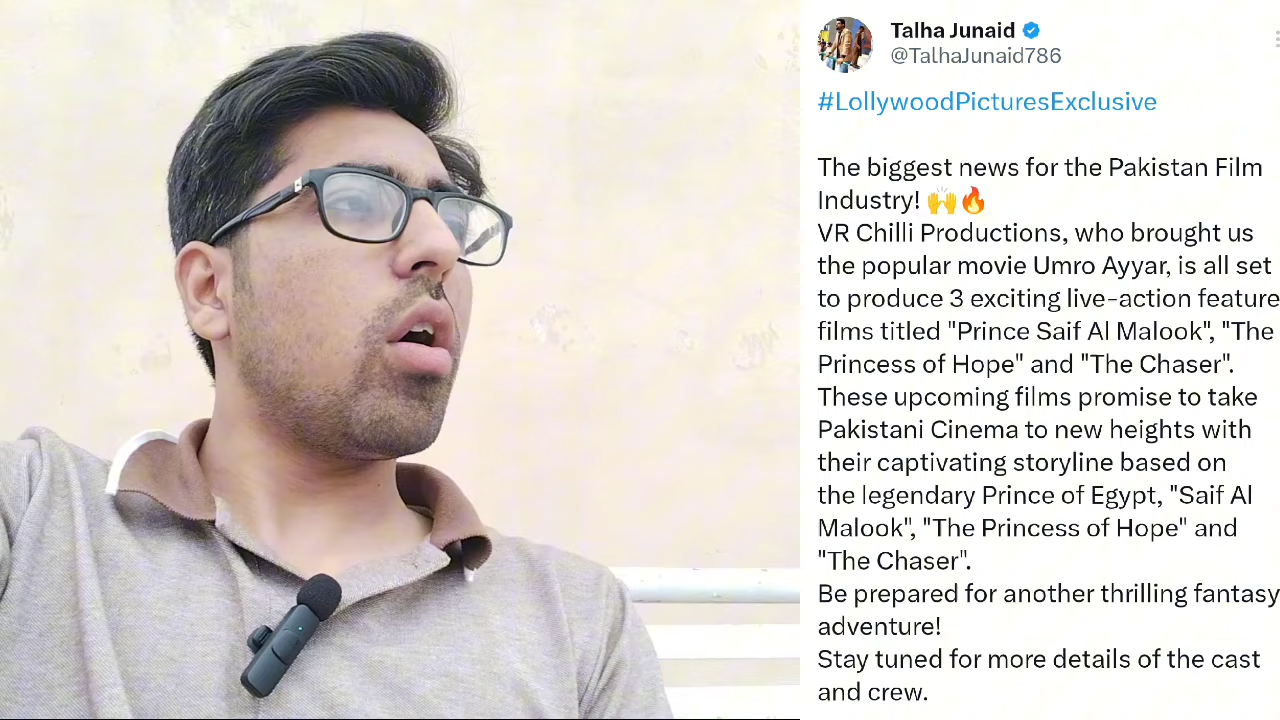 Talha Junaid
@TalhaJunaid786
#LollywoodPicturesExclusive
The biggest news for the Pakistan Film
Industry! 🙌🔥
VR Chilli Productions, who brought us
the popular movie Umro Ayyar, is all set
to produce 3 exciting live-action feature
films titled "Prince Saif Al Malook", "The
Princess of Hope" and "The Chaser".
These upcoming films promise to take
Pakistani Cinema to new heights with
their captivating storyline based on
the legendary Prince of Egypt, "Saif Al
Malook", "The Princess of Hope" and
"The Chaser".
Be prepared for another thrilling fantasy
adventure!
Stay tuned for more details of the cast
and crew.